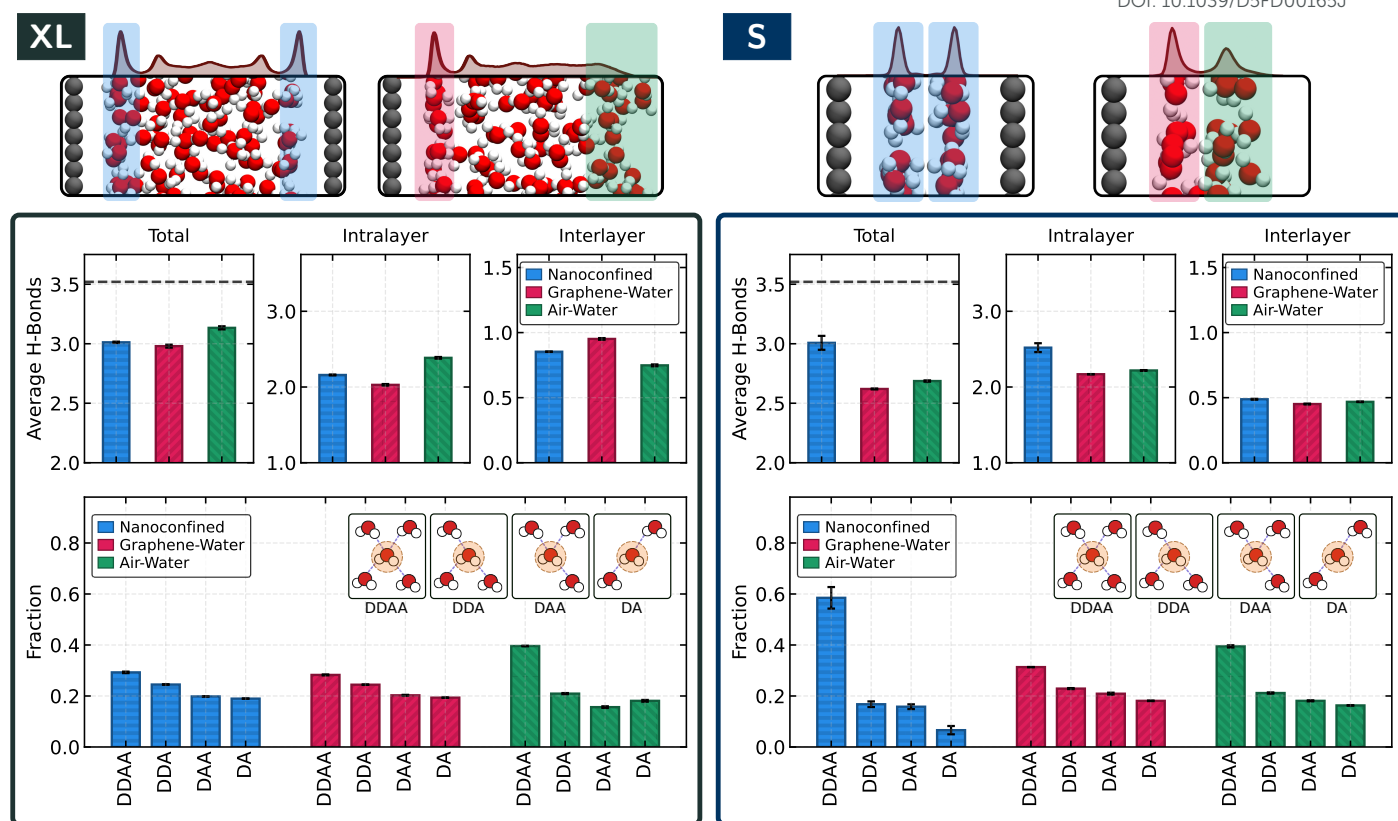 DOI: 10.1039/D5FD00165J
XL
S
Total
Intralayer
Interlayer
Average H-Bonds
3.5
3.0
2.5
2.0
3.0
2.0
1.0
1.5
1.0
0.5
0.0
Nanoconfined
Graphene-Water
Air-Water
Fraction
0.8
0.6
0.4
0.2
0.0
Nanoconfined
Graphene-Water
Air-Water
DDAA
DDA
DAA
DA
DDAA
DDA
DAA
DA
DDAA
DDA
DAA
DA
DDAA
DDA
DAA
DA
Total
Intralayer
Interlayer
Average H-Bonds
3.5
3.0
2.5
2.0
3.0
2.0
1.0
1.5
1.0
0.5
0.0
Nanoconfined
Graphene-Water
Air-Water
Fraction
0.8
0.6
0.4
0.2
0.0
Nanoconfined
Graphene-Water
Air-Water
DDAA
DDA
DAA
DA
DDAA
DDA
DAA
DA
DDAA
DDA
DAA
DA
DDAA
DDA
DAA
DA